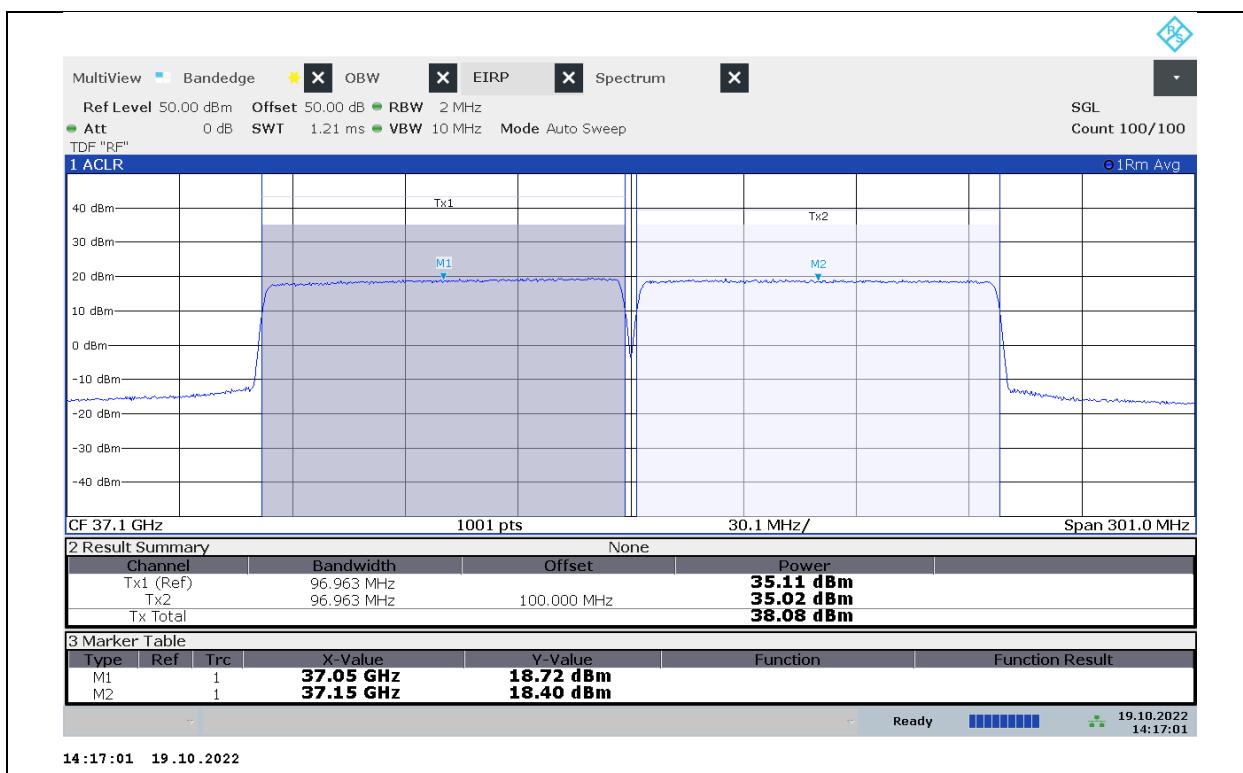 R&S
MultiView Bandedge OBW EIRP Spectrum
Ref Level 50.00 dBm Offset 50.00 dB RBW 2 MHz SGL
Att 0 dB SWT 1.21 ms VBW 10 MHz Mode Auto Sweep Count 100/100
TDF "RF"
1 ACLR 1Rm Avg
Tx1
40 dBm
Tx2
30 dBm
M1 M2
20 dBm
10 dBm
0 dBm
-10 dBm
-20 dBm
-30 dBm
-40 dBm
CF 37.1 GHz 1001 pts 30.1 MHz/ Span 301.0 MHz
2 Result Summary None
Channel Bandwidth Offset Power
Tx1 (Ref) 96.963 MHz 35.11 dBm
Tx2 96.963 MHz 100.000 MHz 35.02 dBm
Tx Total 38.08 dBm
3 Marker Table
Type Ref Trc X-Value Y-Value Function Function Result
M1 1 37.05 GHz 18.72 dBm
M2 1 37.15 GHz 18.40 dBm
Ready 19.10.2022
14:17:01
14:17:01 19.10.2022